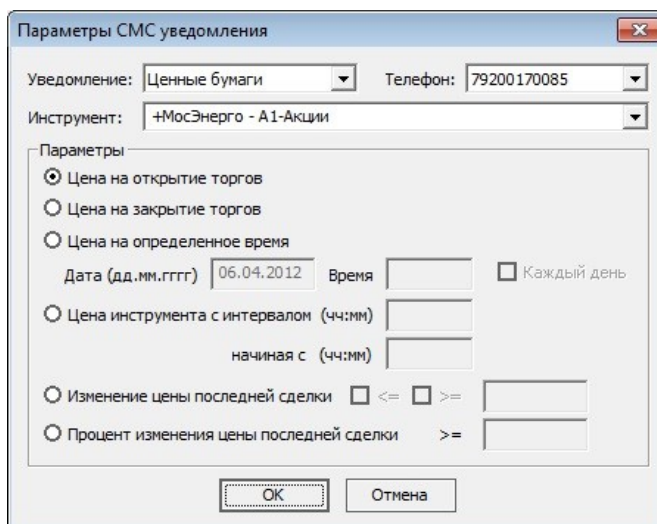 Параметры СМС уведомления
Уведомление: Ценные бумаги Телефон: 79200170085
Инструмент: +МосЭнерго - А1-Акции
Параметры
Цена на открытие торгов
Цена на закрытие торгов
Цена на определенное время
Дата (дд.мм.гггг) 06.04.2012 Время Каждый день
Цена инструмента с интервалом (чч:мм)
начиная с (чч:мм)
Изменение цены последней сделки <= >=
Процент изменения цены последней сделки >=
OK Отмена